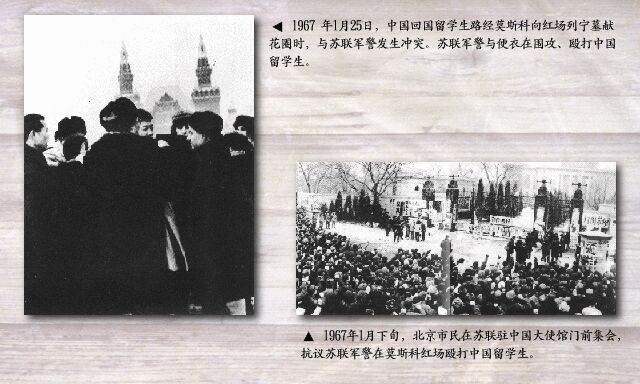 ◀ 1967 年1月25日，中国回国留学生路经莫斯科向红场列宁墓献
花圈时，与苏联军警发生冲突。苏联军警与便衣在围攻、殴打中国
留学生。
▲ 1967年1月下旬，北京市民在苏联驻中国大使馆门前集会，
抗议苏联军警在莫斯科红场殴打中国留学生。